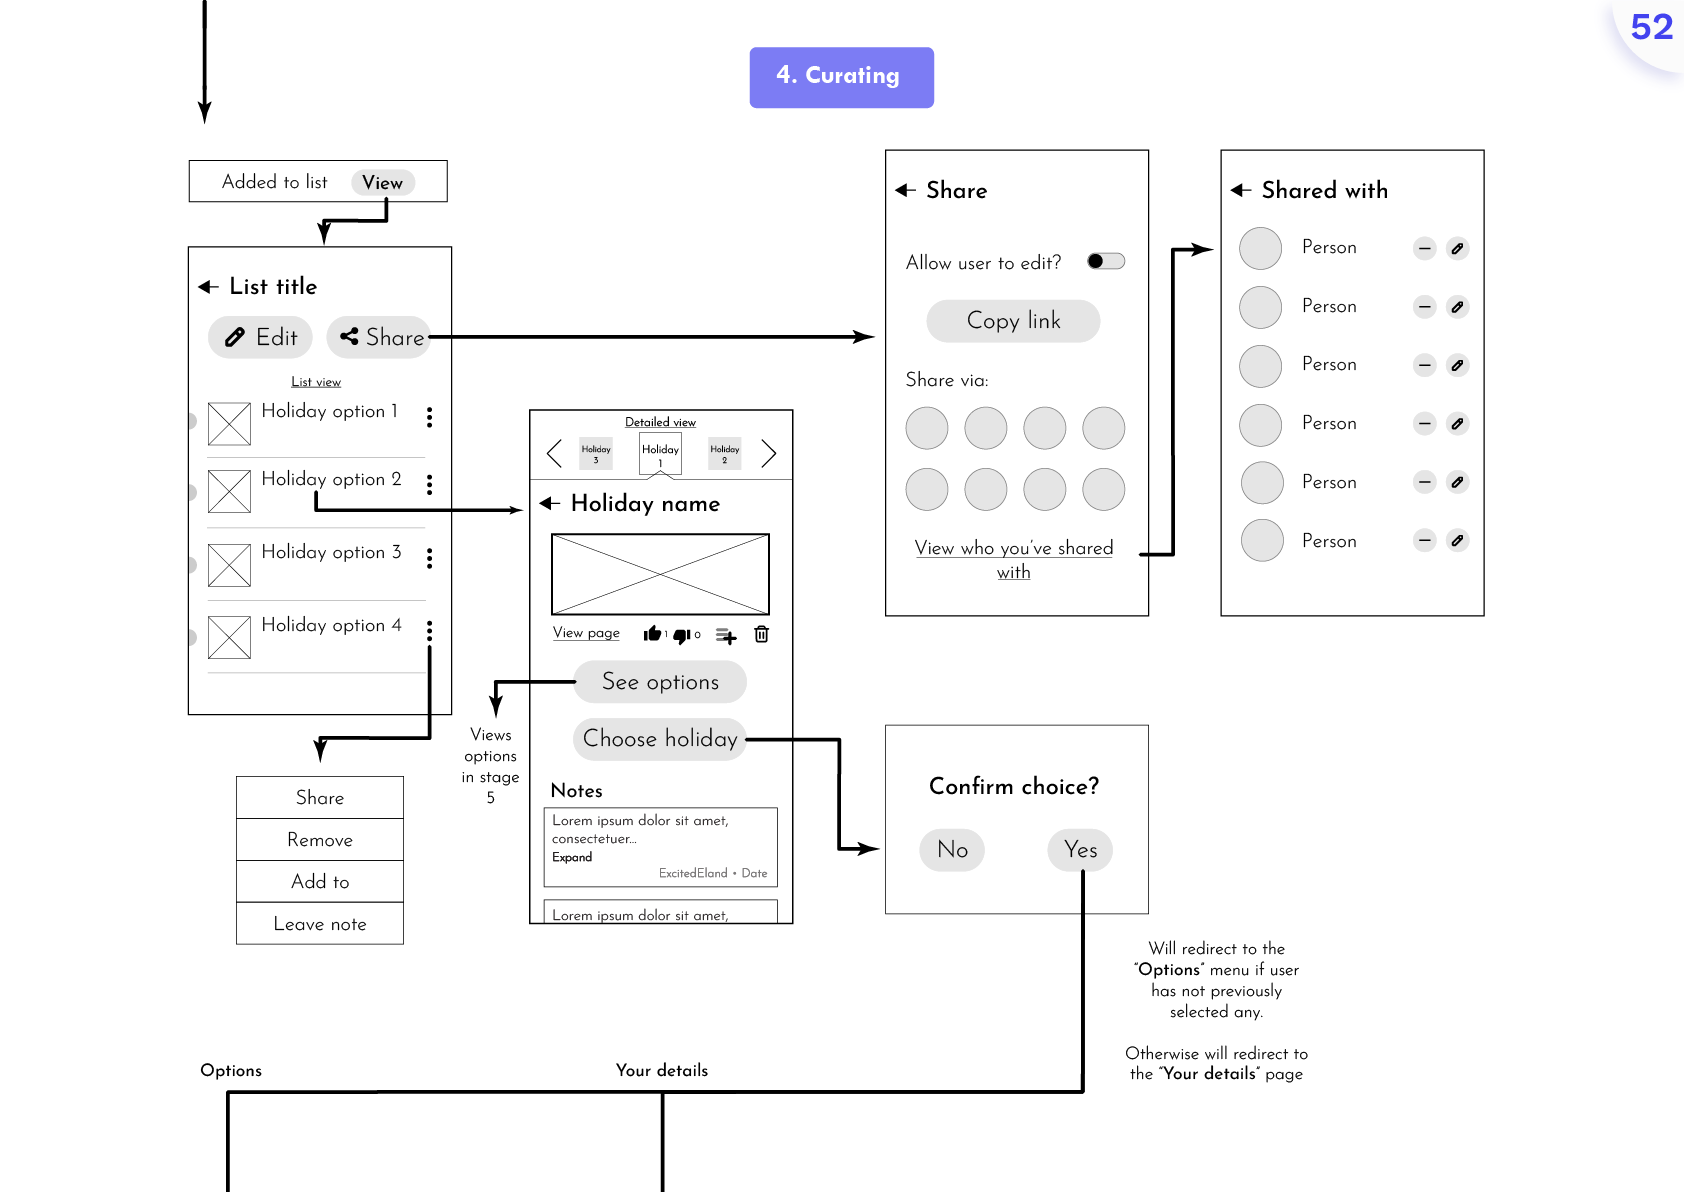 52
4. Curating
Added to list View
List title
Edit Share
List view
Holiday option 1
Holiday option 2
Holiday option 3
Holiday option 4
Share
Remove
Add to
Leave note
Detailed view
Holiday
3
Holiday
1
Holiday
2
Holiday name
View page 1 0
See options
Views
options
in stage
5
Choose holiday
Notes
Lorem ipsum dolor sit amet,
consectetuer...
Expand
ExcitedEland • Date
Lorem ipsum dolor sit amet,
Share
Allow user to edit?
Copy link
Share via:
View who you've shared
with
Shared with
Person
Person
Person
Person
Person
Person
Confirm choice?
No Yes
Will redirect to the
"Options" menu if user
has not previously
selected any.
Otherwise will redirect to
the "Your details" page
Options
Your details